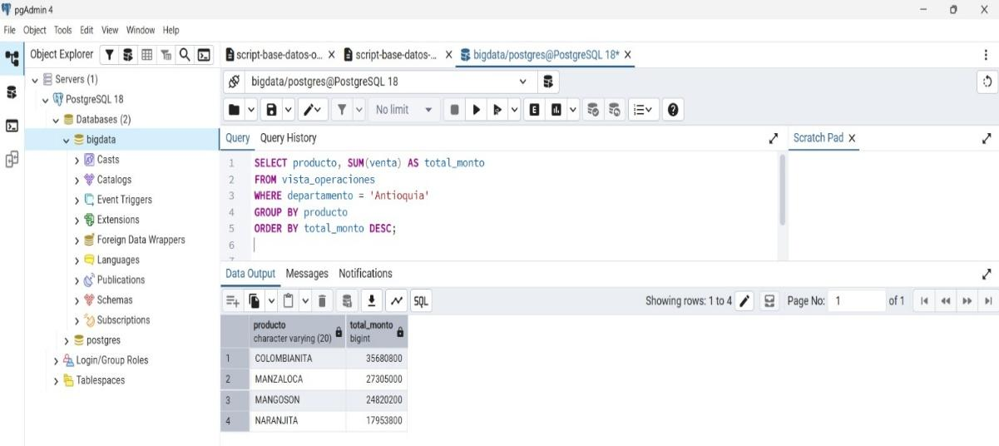 pgAdmin 4
File Object Tools Edit View Window Help
Object Explorer
script-base-datos-o... X
script-base-datos-... X
bigdata/postgres@PostgreSQL 18* X
Servers (1)
PostgreSQL 18
Databases (2)
bigdata
Casts
Catalogs
Event Triggers
Extensions
Foreign Data Wrappers
Languages
Publications
Schemas
Subscriptions
postgres
Login/Group Roles
Tablespaces
bigdata/postgres@PostgreSQL 18
No limit
E
Query Query History
Scratch Pad X
1 SELECT producto, SUM(venta) AS total_monto
2 FROM vista_operaciones
3 WHERE departamento = 'Antioquia'
4 GROUP BY producto
5 ORDER BY total_monto DESC;
6
7
Data Output Messages Notifications
SQL
Showing rows: 1 to 4
Page No: 1 of 1
producto total_monto
character varying (20) bigint
1 COLOMBIANITA 35680800
2 MANZALOCA 27305000
3 MANGOSON 24820200
4 NARANJITA 17953800